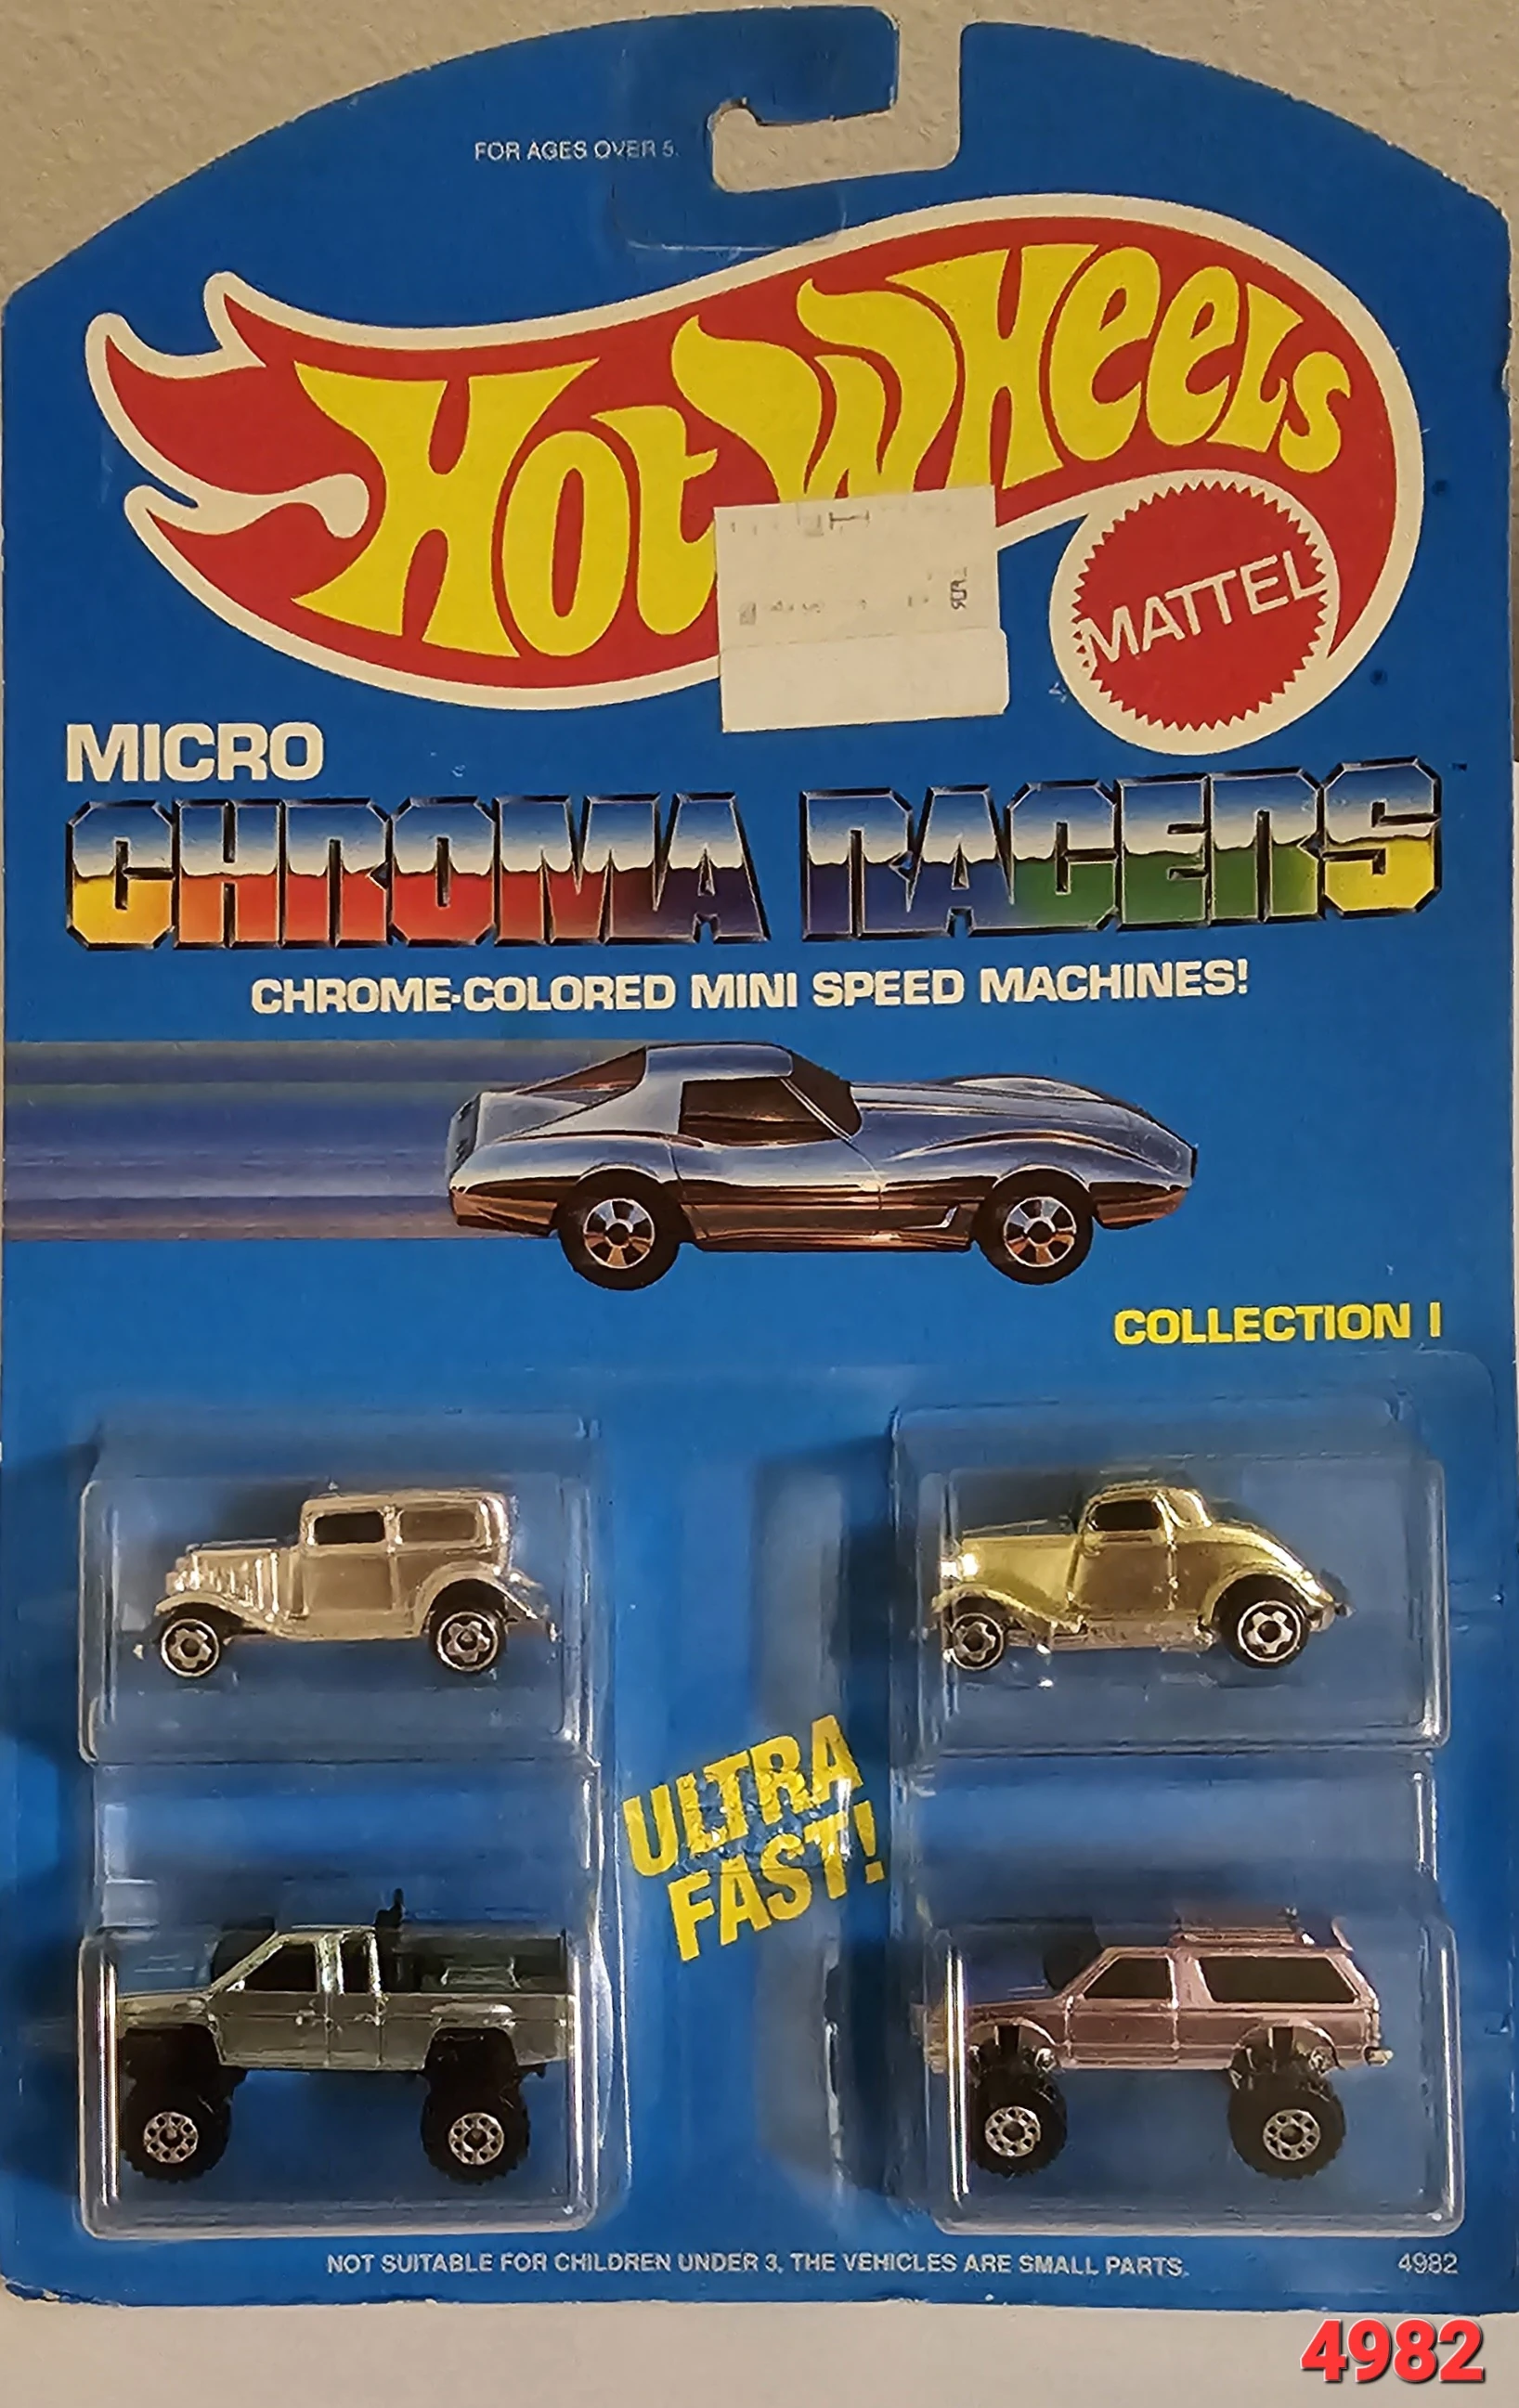 FOR AGES OVER 5.
Hot Wheels
MATTEL
MICRO
CHROMA RACERS™
CHROME-COLORED MINI SPEED MACHINES!
COLLECTION I
ULTRA
FAST!
NOT SUITABLE FOR CHILDREN UNDER 3. THE VEHICLES ARE SMALL PARTS.
4982
4982